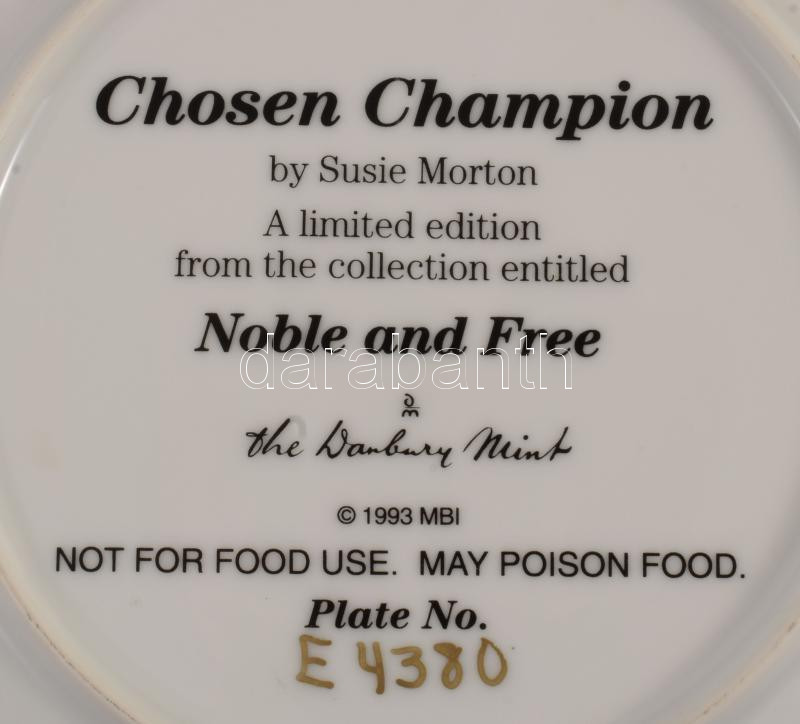 Chosen Champion
by Susie Morton
A limited edition
from the collection entitled
Noble and Free
darabanth
the Danbury Mint
© 1993 MBI
NOT FOR FOOD USE. MAY POISON FOOD.
Plate No.
E 4380